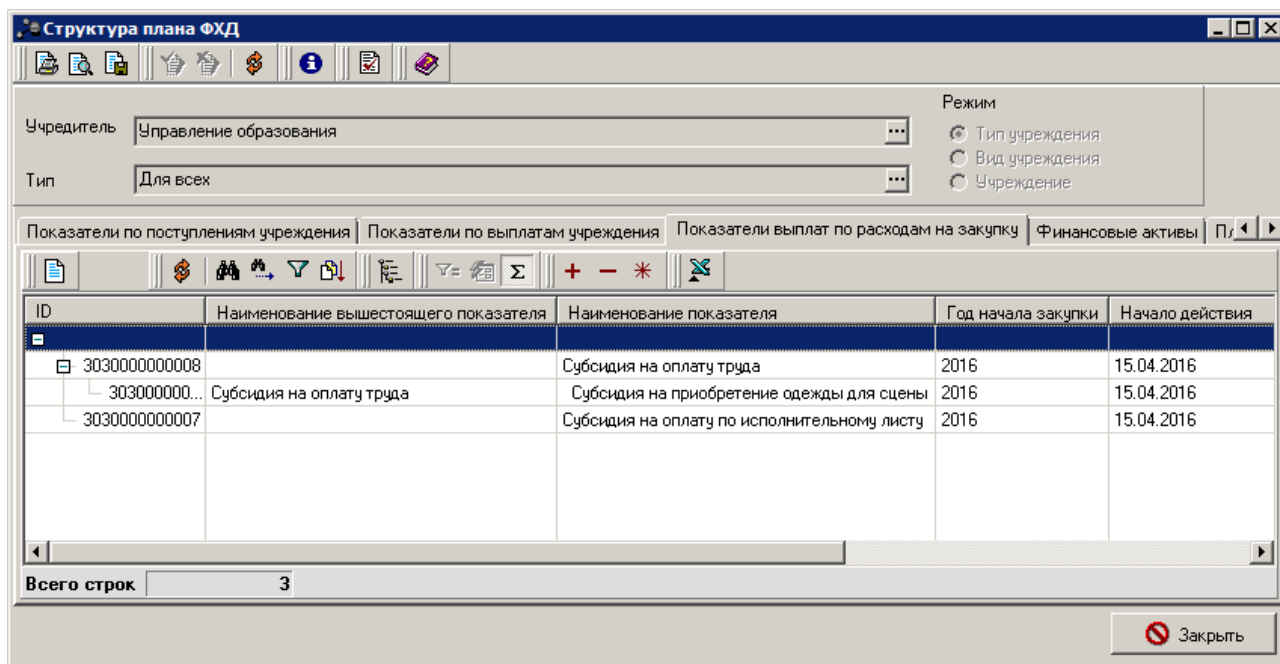 Структура плана ФХД
Режим
Учредитель Управление образования ...
Тип учреждения
Вид учреждения
Тип Для всех ...
Учреждение
Показатели по поступлениям учреждения Показатели по выплатам учреждения Показатели выплат по расходам на закупку Финансовые активы
ID Наименование вышестоящего показателя Наименование показателя Год начала закупки Начало действия
3030000000008 Субсидия на оплату труда 2016 15.04.2016
303000000... Субсидия на оплату труда Субсидия на приобретение одежды для сцены 2016 15.04.2016
3030000000007 Субсидия на оплату по исполнительному листу 2016 15.04.2016
Всего строк 3
Закрыть